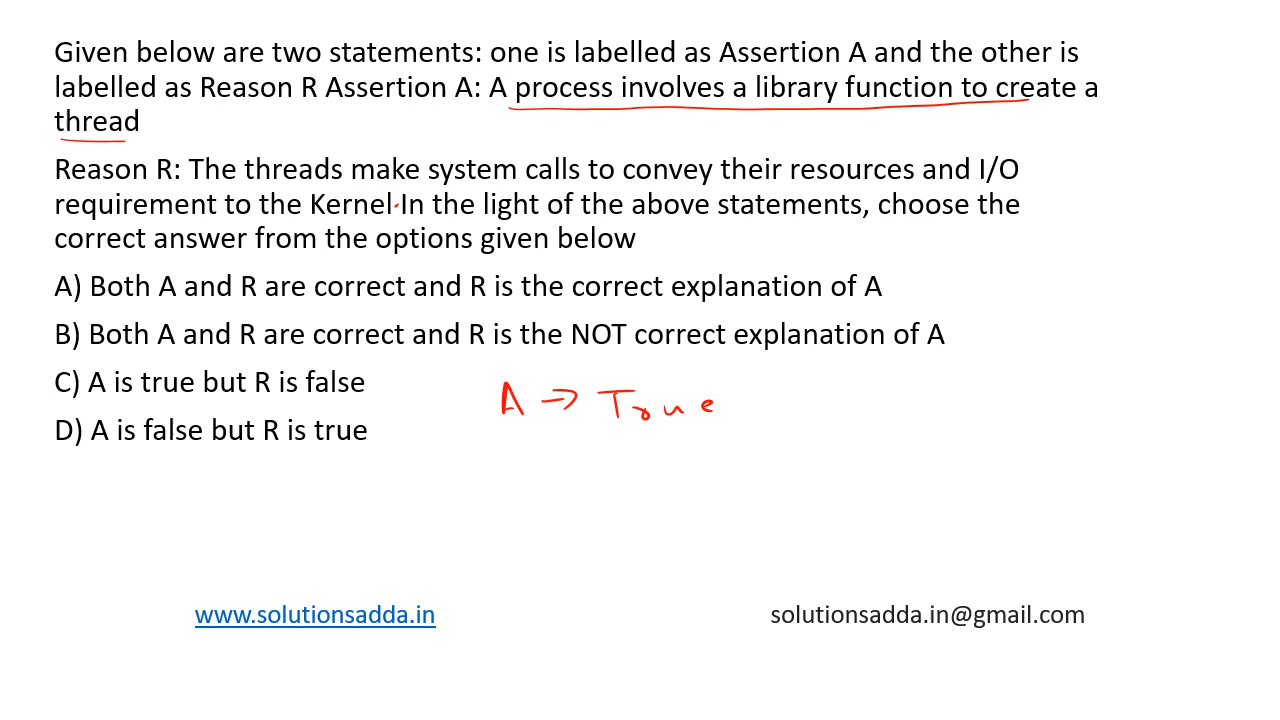 Given below are two statements: one is labelled as Assertion A and the other is
labelled as Reason R Assertion A: A process involves a library function to create a
thread
Reason R: The threads make system calls to convey their resources and I/O
requirement to the Kernel·In the light of the above statements, choose the
correct answer from the options given below
A) Both A and R are correct and R is the correct explanation of A
B) Both A and R are correct and R is the NOT correct explanation of A
C) A is true but R is false
A → True
D) A is false but R is true
www.solutionsadda.in
solutionsadda.in@gmail.com